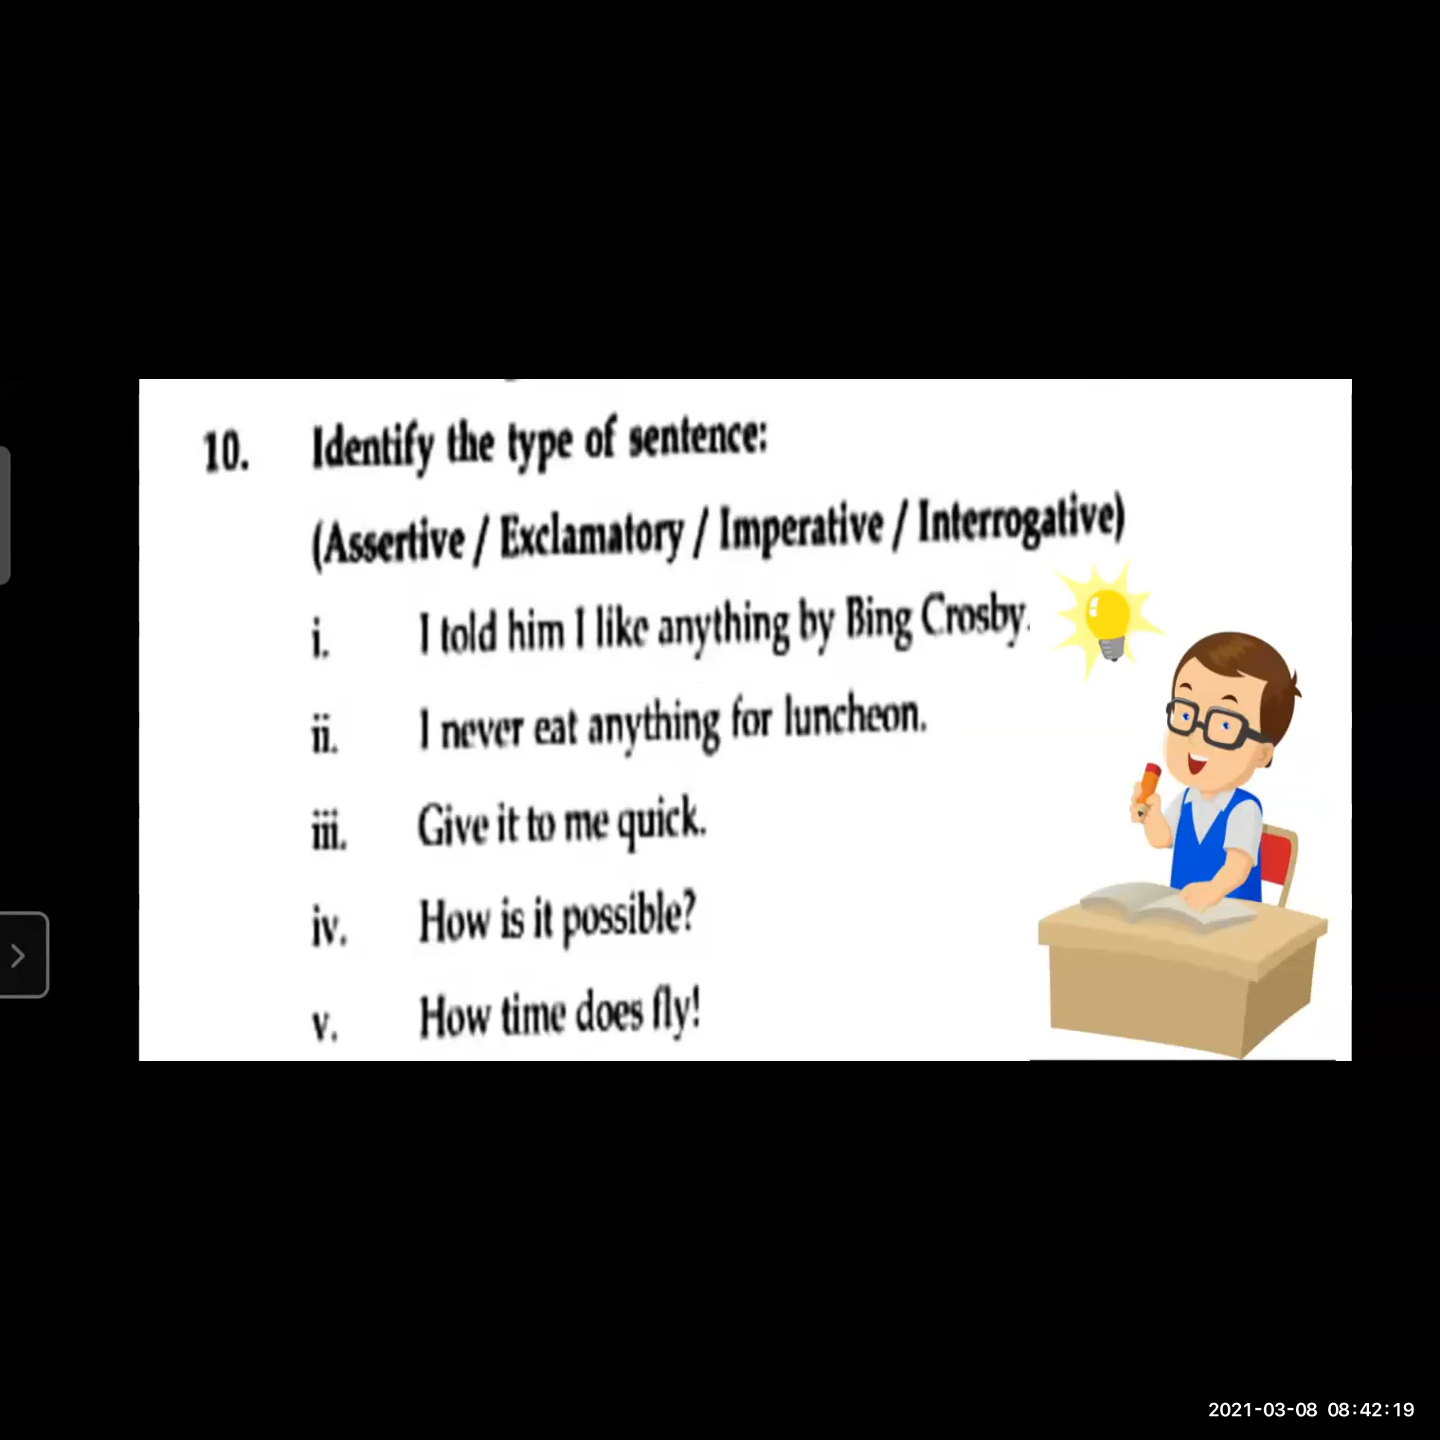 10. Identify the type of sentence:
(Assertive / Exclamatory / Imperative / Interrogative)
i. I told him I like anything by Bing Crosby.
ii. I never eat anything for luncheon.
iii. Give it to me quick.
iv. How is it possible?
v. How time does fly!
2021-03-08 08:42:19